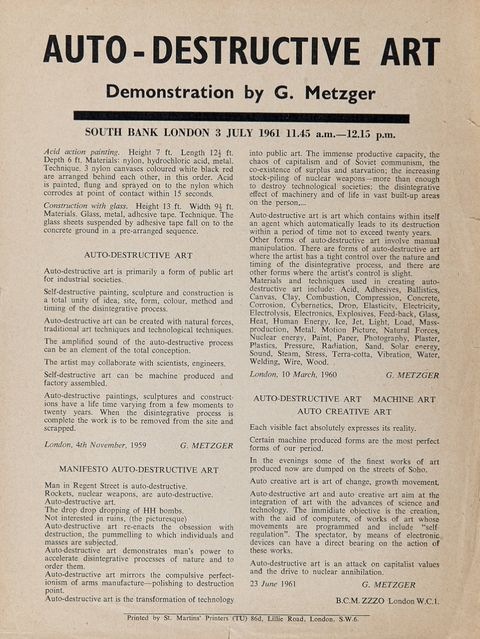 AUTO-DESTRUCTIVE ART
Demonstration by G. Metzger
SOUTH BANK LONDON 3 JULY 1961 11.45 a.m.—12.15 p.m.
Acid action painting. Height 7 ft. Length 12½ ft.
Depth 6 ft. Materials: nylon, hydrochloric acid, metal.
Technique. 3 nylon canvases coloured white black red
are arranged behind each other, in this order. Acid
is painted, flung and sprayed on to the nylon which
corrodes at point of contact within 15 seconds.
Construction with glass. Height 13 ft. Width 9½ ft.
Materials. Glass, metal, adhesive tape. Technique. The
glass sheets suspended by adhesive tape fall on to the
concrete ground in a pre-arranged sequence.
AUTO-DESTRUCTIVE ART
Auto-destructive art is primarily a form of public art
for industrial societies.
Self-destructive painting, sculpture and construction is
a total unity of idea, site, form, colour, method and
timing of the disintegrative process.
Auto-destructive art can be created with natural forces,
traditional art techniques and technological techniques.
The amplified sound of the auto-destructive process
can be an element of the total conception.
The artist may collaborate with scientists, engineers.
Self-destructive art can be machine produced and
factory assembled.
Auto-destructive paintings, sculptures and construct-
ions have a life time varying from a few moments to
twenty years. When the disintegrative process is
complete the work is to be removed from the site and
scrapped.
London, 4th November, 1959 G. METZGER
MANIFESTO AUTO-DESTRUCTIVE ART
Man in Regent Street is auto-destructive.
Rockets, nuclear weapons, are auto-destructive.
Auto-destructive art.
The drop drop dropping of HH bombs.
Not interested in ruins, (the picturesque)
Auto-destructive art re-enacts the obsession with
destruction, the pummelling to which individuals and
masses are subjected.
Auto-destructive art demonstrates man's power to
accelerate disintegrative processes of nature and to
order them.
Auto-destructive art mirrors the compulsive perfect-
ionism of arms manufacture—polishing to destruction
point.
Auto-destructive art is the transformation of technology
into public art. The immense productive capacity, the
chaos of capitalism and of Soviet communism, the
co-existence of surplus and starvation; the increasing
stock-piling of nuclear weapons—more than enough
to destroy technological societies; the disintegrative
effect of machinery and of life in vast built-up areas
on the person,...
Auto-destructive art is art which contains within itself
an agent which automatically leads to its destruction
within a period of time not to exceed twenty years.
Other forms of auto-destructive art involve manual
manipulation. There are forms of auto-destructive art
where the artist has a tight control over the nature and
timing of the disintegrative process, and there are
other forms where the artist's control is slight.
Materials and techniques used in creating auto-
destructive art include: Acid, Adhesives, Ballistics,
Canvas, Clay, Combustion, Compression, Concrete,
Corrosion, Cybernetics, Drop, Elasticity, Electricity,
Electrolysis, Electronics, Explosives, Feed-back, Glass,
Heat, Human Energy, Ice, Jet, Light, Load, Mass-
production, Metal, Motion Picture, Natural Forces,
Nuclear energy, Paint, Paper, Photography, Plaster,
Plastics, Pressure, Radiation, Sand, Solar energy,
Sound, Steam, Stress, Terra-cotta, Vibration, Water,
Welding, Wire, Wood. .
London, 10 March, 1960 G. METZGER
AUTO-DESTRUCTIVE ART MACHINE ART
AUTO CREATIVE ART
Each visible fact absolutely expresses its reality.
Certain machine produced forms are the most perfect
forms of our period.
In the evenings some of the finest works of art
produced now are dumped on the streets of Soho.
Auto creative art is art of change, growth movement.
Auto-destructive art and auto creative art aim at the
integration of art with the advances of science and
technology. The immidiate objective is the creation,
with the aid of computers, of works of art whose
movements are programmed and include "self-
regulation". The spectator, by means of electronic
devices can have a direct bearing on the action of
these works.
Auto-destructive art is an attack on capitalist values
and the drive to nuclear annihilation.
23 June 1961 G. METZGER
B.C.M. ZZZO London W.C.1.
Printed by St. Martins' Printers (TU) 86d, Lillie Road, London, S.W.6.